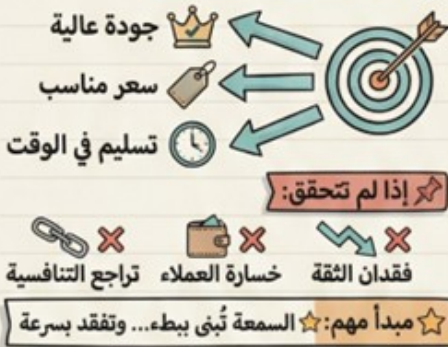 جودة عالية
سعر مناسب
تسليم في الوقت
إذا لم تتحقق:
فقدان الثقة
خسارة العملاء
تراجع التنافسية
مبدأ مهم: السمعة تُبنى ببطء... وتفقد بسرعة